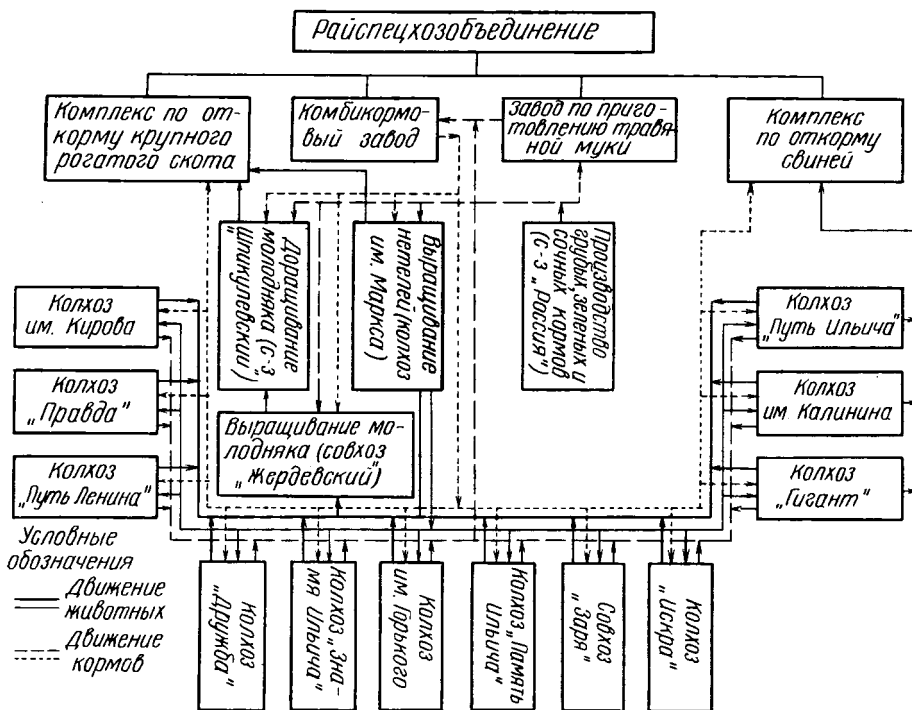 Райспецхозобъединение
Комплекс по от-
корму крупного
рогатого скота
Комбикормо-
вый завод
Завод по приго-
товлению травя-
ной муки
Комплекс
по откорму
свиней
Доращивание
молодняка (с-з
„Шпикулевский")
Выращивание
нетелей (колхоз
им. Маркса)
Производство
грубых, зеленых и
сочных кормов
(с-з „Россия")
Колхоз
им. Кирова
Колхоз
„Правда"
Колхоз
„Путь Ленина"
Выращивание мо-
лодняка (совхоз
„Жердевский")
Колхоз
„Путь Ильича"
Колхоз
им. Калинина
Колхоз
„Гигант"
Условные
обозначения
Движение
животных
Движение
кормов
Колхоз
„Дружба"
Колхоз „Зна-
мя Ильича"
Колхоз
им. Горького
Колхоз „Память
Ильича"
Совхоз
„Заря"
Колхоз
„Искра"